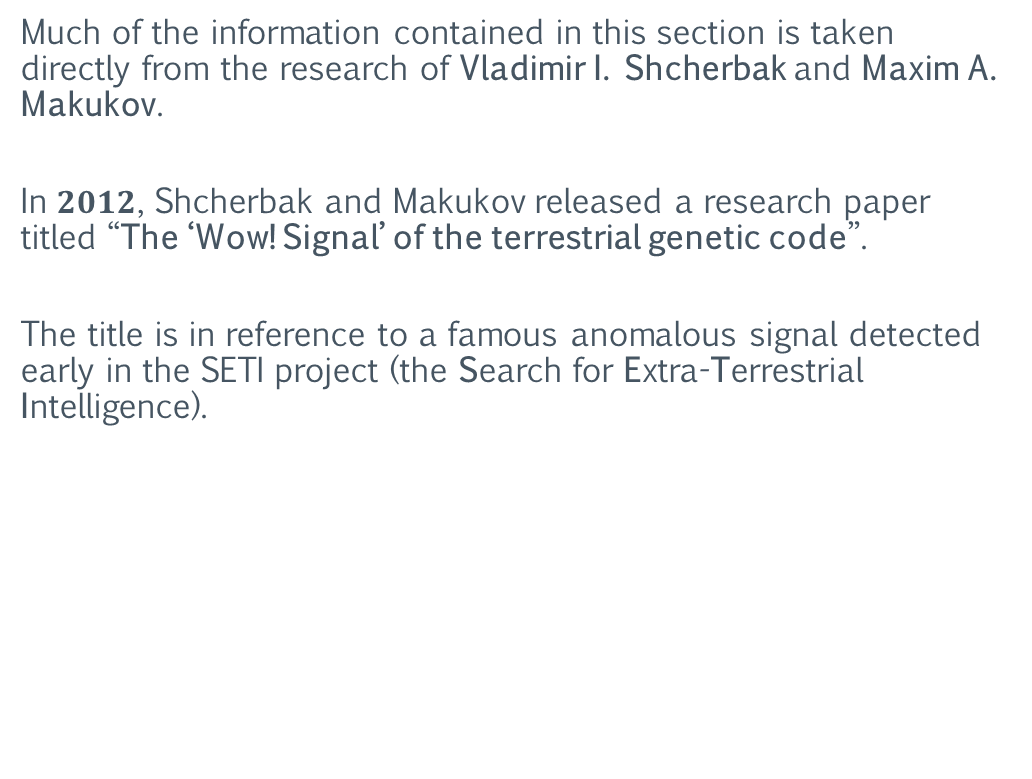 Much of the information contained in this section is taken
directly from the research of Vladimir I. Shcherbak and Maxim A.
Makukov.
In 2012, Shcherbak and Makukov released a research paper
titled “The ‘Wow! Signal’ of the terrestrial genetic code”.
The title is in reference to a famous anomalous signal detected
early in the SETI project (the Search for Extra-Terrestrial
Intelligence).